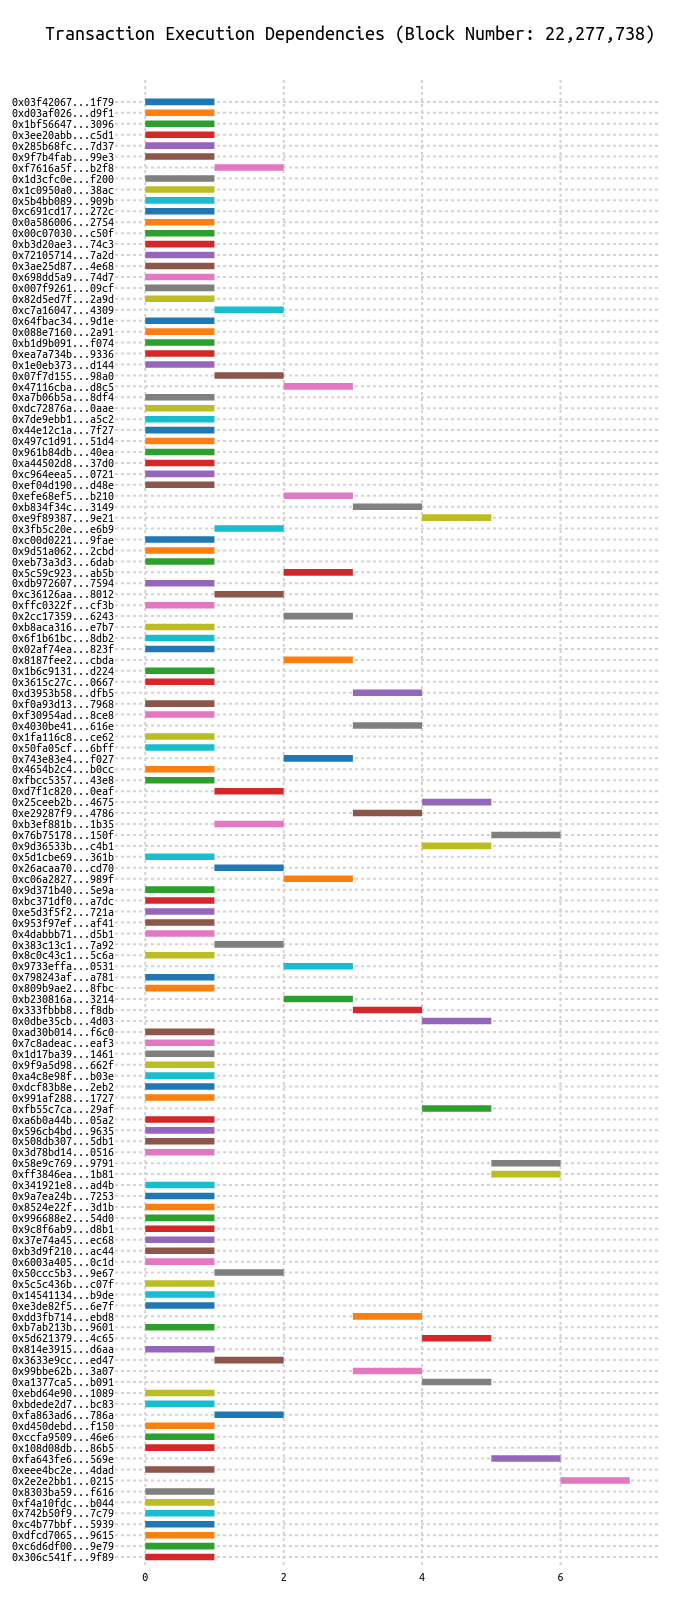 Transaction Execution Dependencies (Block Number: 22,277,738)
0x03f42067...1f79
0xd03af026...d9f1
0x1bf56647...3096
0x3ee20abb...c5d1
0x285b68fc...7d37
0x9f7b4fab...99e3
0xf7616a5f...b2f8
0x1d3cfc0e...f200
0x1c0950a0...38ac
0x5b4bb089...909b
0xc691cd17...272c
0x0a586006...2754
0x00c07030...c50f
0xb3d20ae3...74c3
0x72105714...7a2d
0x3ae25d87...4e68
0x698dd5a9...74d7
0x007f9261...09cf
0x82d5ed7f...2a9d
0xc7a16047...4309
0x64fbac34...9d1e
0x088e7160...2a91
0xb1d9b091...f074
0xea7a734b...9336
0x1e0eb373...d144
0x07f7d155...98a0
0x47116cba...d8c5
0xa7b06b5a...8df4
0xdc72876a...0aae
0x7de9ebb1...a5c2
0x44e12c1a...7f27
0x497c1d91...51d4
0x961b84db...40ea
0xa44502d8...37d0
0xc964eea5...0721
0xef04d190...d48e
0xefe68ef5...b210
0xb834f34c...3149
0xe9f89387...9e21
0x3fb5c20e...e6b9
0xc00d0221...9fae
0x9d51a062...2cbd
0xeb73a3d3...6dab
0x5c59c923...ab5b
0xdb972607...7594
0xc36126aa...8012
0xffc0322f...cf3b
0x2cc17359...6243
0xb8aca316...e7b7
0x6f1b61bc...8db2
0x02af74ea...823f
0x8187fee2...cbda
0x1b6c9131...d224
0x3615c27c...0667
0xd3953b58...dfb5
0xf0a93d13...7968
0xf30954ad...8ce8
0x4030be41...616e
0x1fa116c8...ce62
0x50fa05cf...6bff
0x743e83e4...f027
0x4654b2c4...b0cc
0xfbcc5357...43e8
0xd7f1c820...0eaf
0x25ceeb2b...4675
0xe29287f9...4786
0xb3ef881b...1b35
0x76b75178...150f
0x9d36533b...c4b1
0x5d1cbe69...361b
0x26acaa70...cd70
0xc06a2827...989f
0x9d371b40...5e9a
0xbc371df0...a7dc
0xe5d3f5f2...721a
0x953f97ef...af41
0x4dabbb71...d5b1
0x383c13c1...7a92
0x8c0c43c1...5c6a
0x9733effa...0531
0x798243af...a781
0x809b9ae2...8fbc
0xb230816a...3214
0x333fbbb8...f8db
0x0dbe35cb...4d03
0xad30b014...f6c0
0x7c8adeac...eaf3
0x1d17ba39...1461
0x9f9a5d98...662f
0xa4c8e98f...b03e
0xdcf83b8e...2eb2
0x991af288...1727
0xfb55c7ca...29af
0xa6b0a44b...05a2
0x596cb4bd...9635
0x508db307...5db1
0x3d78bd14...0516
0x58e9c769...9791
0xff3846ea...1b81
0x341921e8...ad4b
0x9a7ea24b...7253
0x8524e22f...3d1b
0x996688e2...54d0
0x9c8f6ab9...d8b1
0x37e74a45...ec68
0xb3d9f210...ac44
0x6003a405...0c1d
0x50ccc5b3...9e67
0x5c5c436b...c07f
0x14541134...b9de
0xe3de82f5...6e7f
0xdd3fb714...ebd8
0xb7ab213b...9601
0x5d621379...4c65
0x814e3915...d6aa
0x3633e9cc...ed47
0x99bbe62b...3a07
0xa1377ca5...b091
0xebd64e90...1089
0xbdede2d7...bc83
0xfa863ad6...786a
0xd450debd...f150
0xccfa9509...46e6
0x108d08db...86b5
0xfa643fe6...569e
0xeee4bc2e...4dad
0x2e2e2bb1...0215
0x8303ba59...f616
0xf4a10fdc...b044
0x742b50f9...7c79
0xc4b77bbf...5939
0xdfcd7065...9615
0xc6d6df00...9e79
0x306c541f...9f89
0 2 4 6